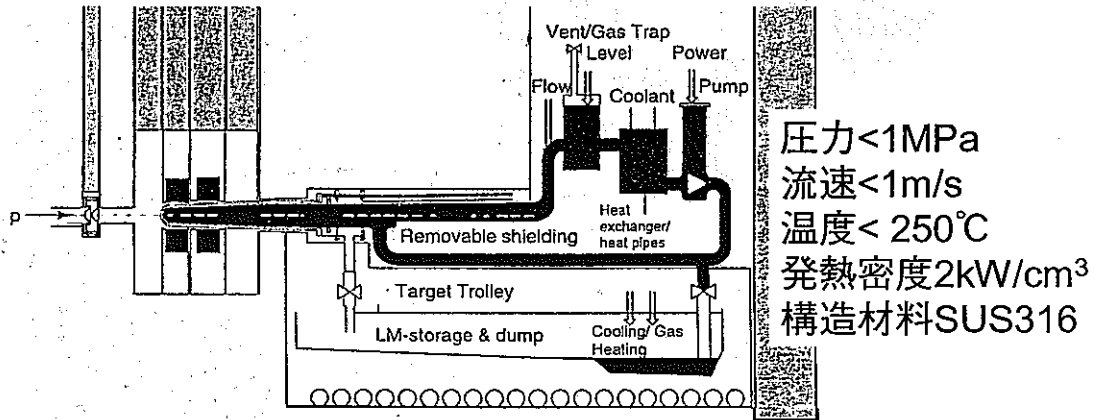 Vent/Gas Trap
Level
Power
Flow
Coolant
Pump
圧力<1MPa
流速<1m/s
温度< 250℃
発熱密度2kW/cm³
構造材料SUS316
p
Removable shielding
Heat
exchanger/
heat pipes
Target Trolley
LM-storage & dump
Cooling/ Gas
Heating